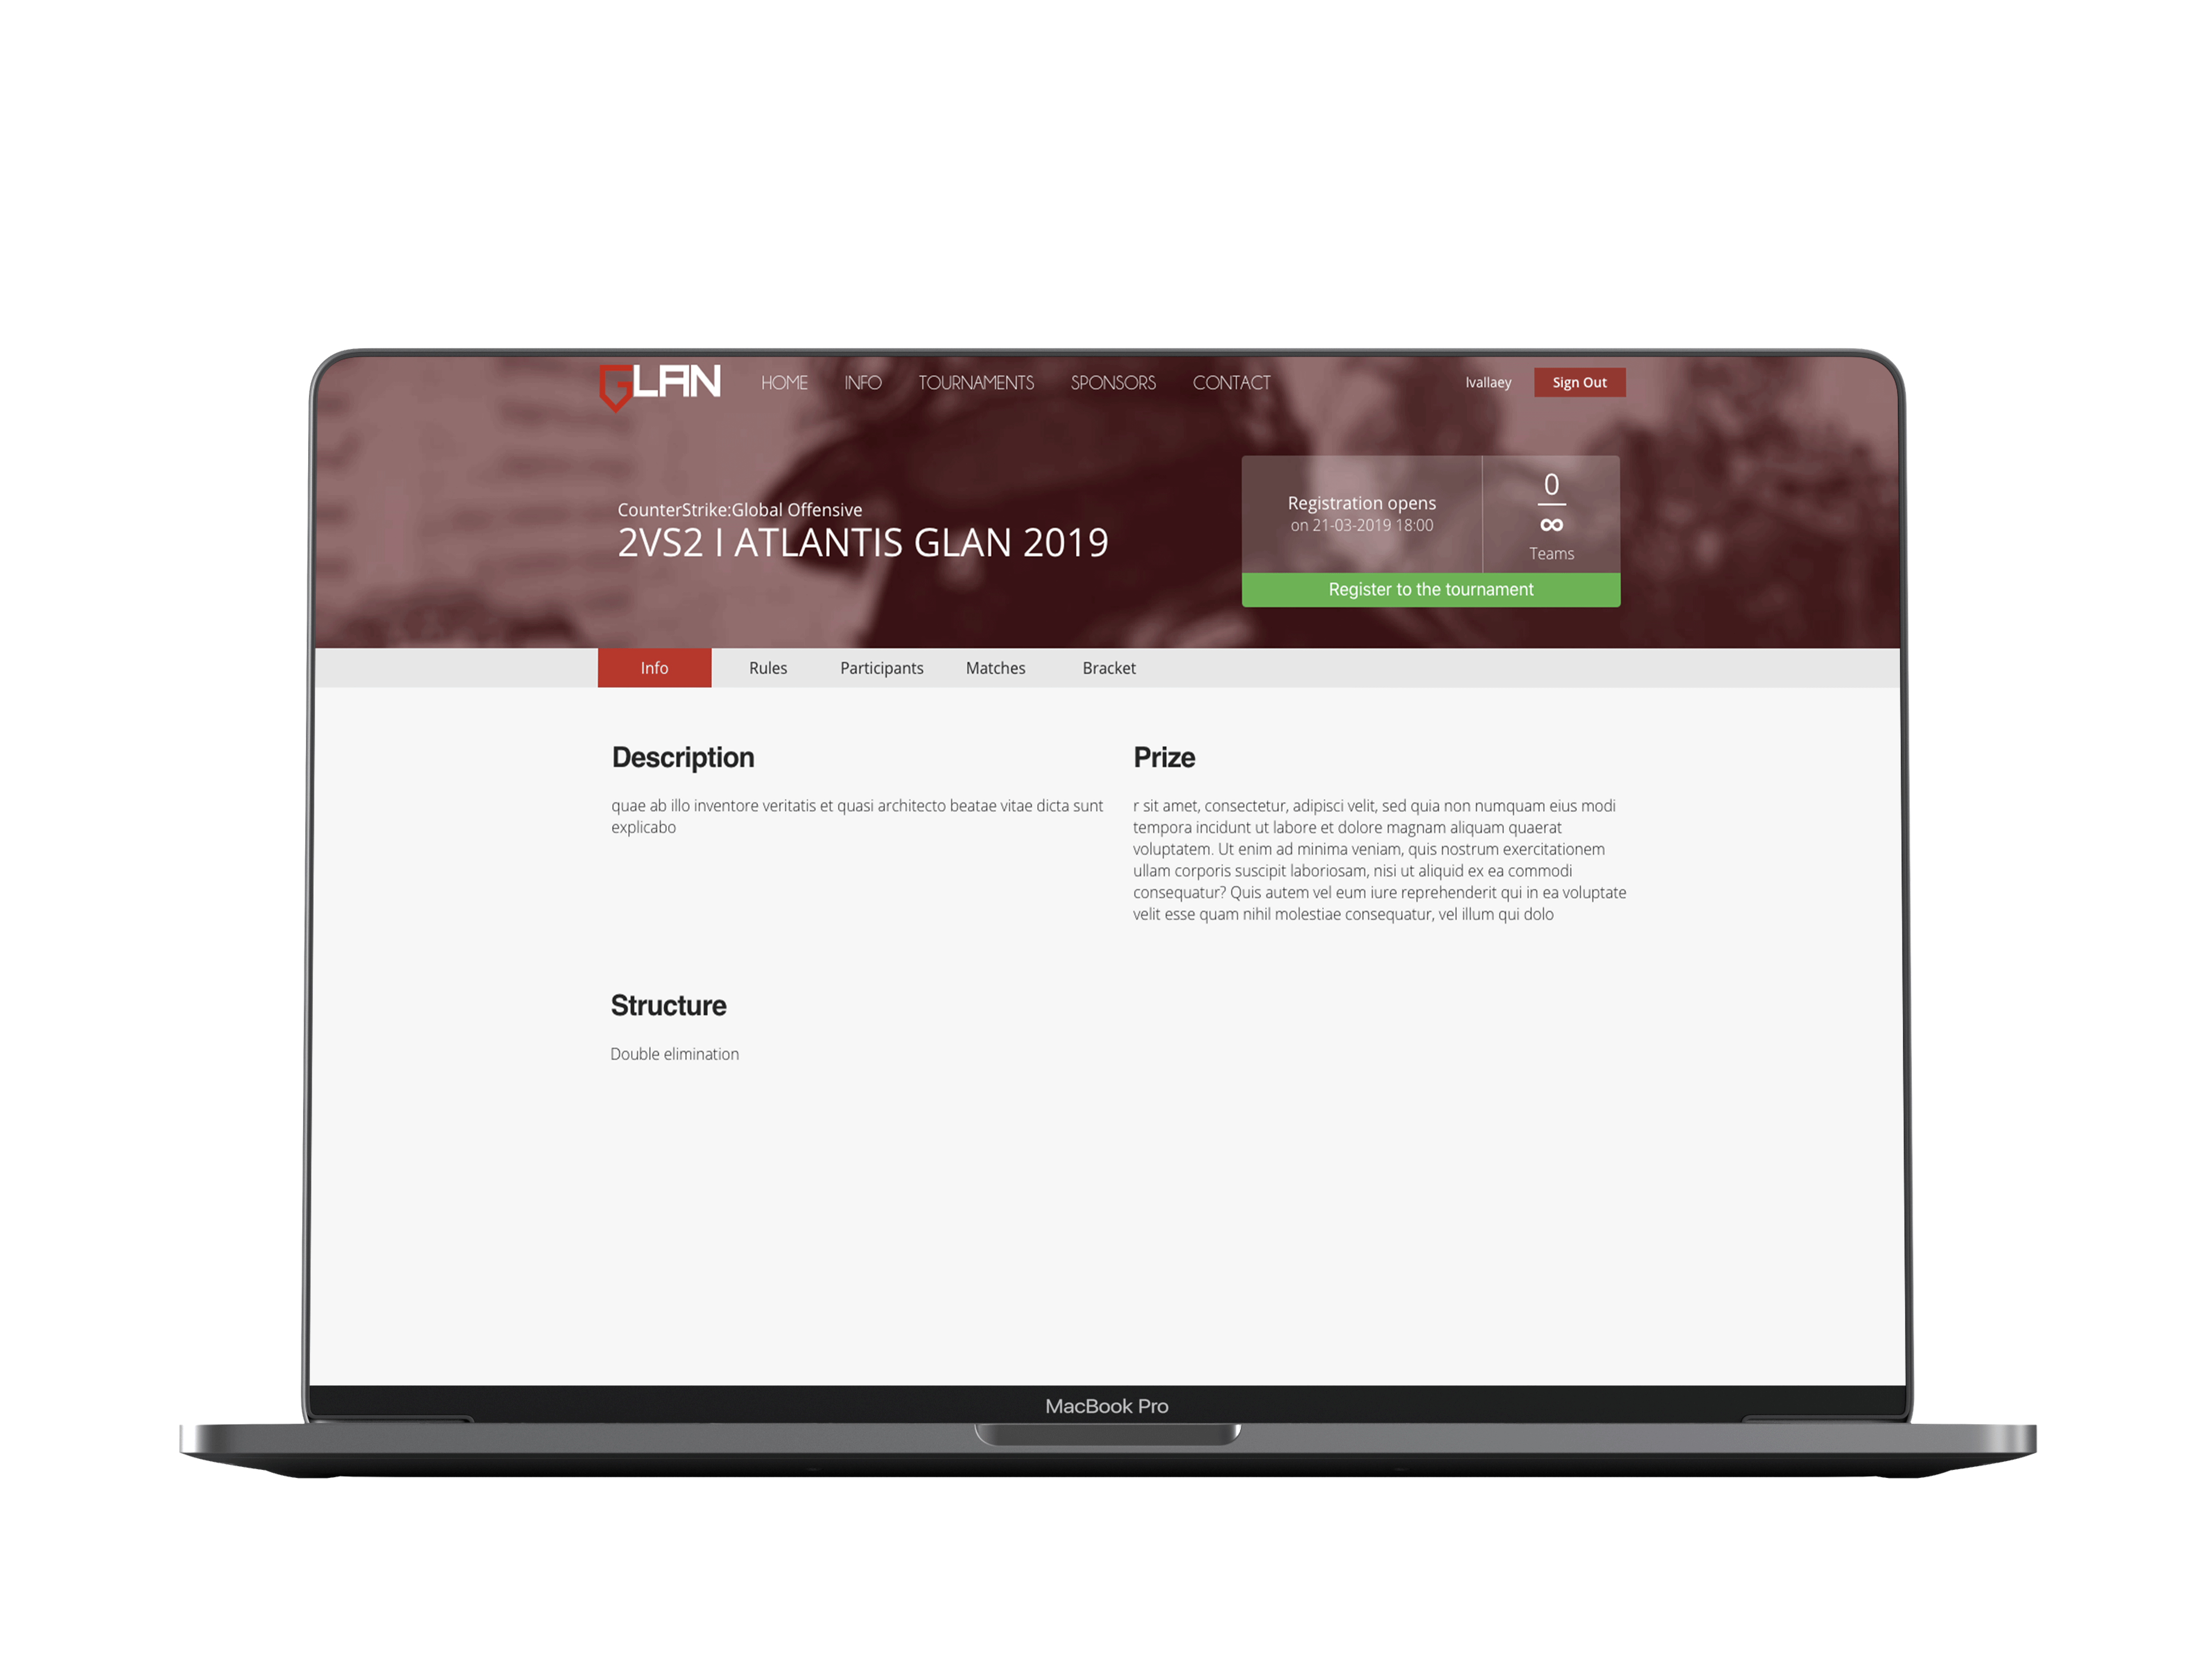 GLAN HOME INFO TOURNAMENTS SPONSORS CONTACT lvallaey Sign Out
CounterStrike:Global Offensive
2VS2 I ATLANTIS GLAN 2019
Registration opens
on 21-03-2019 18:00
0
∞
Teams
Register to the tournament
Info Rules Participants Matches Bracket
Description
quae ab illo inventore veritatis et quasi architecto beatae vitae dicta sunt
explicabo
Prize
r sit amet, consectetur, adipisci velit, sed quia non numquam eius modi
tempora incidunt ut labore et dolore magnam aliquam quaerat
voluptatem. Ut enim ad minima veniam, quis nostrum exercitationem
ullam corporis suscipit laboriosam, nisi ut aliquid ex ea commodi
consequatur? Quis autem vel eum iure reprehenderit qui in ea voluptate
velit esse quam nihil molestiae consequatur, vel illum qui dolo
Structure
Double elimination
MacBook Pro